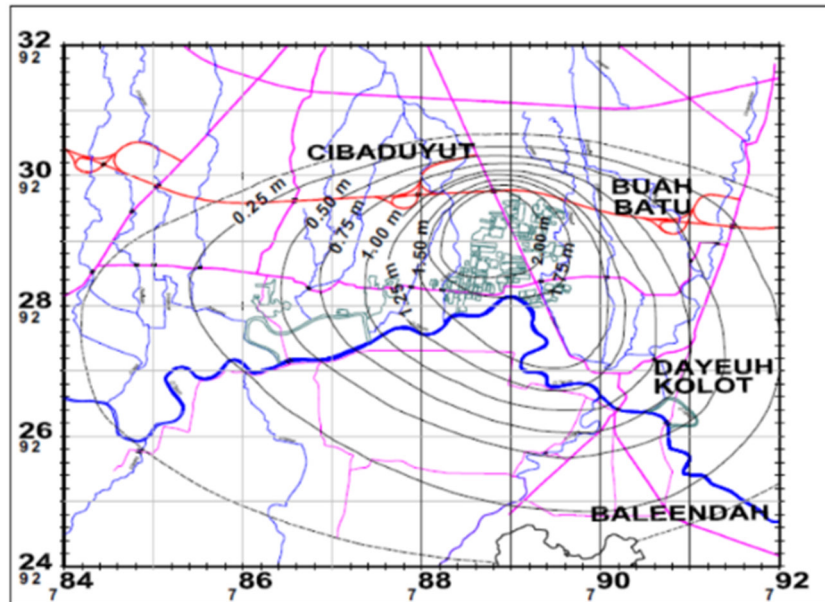 32
92
30
92
28
92
26
92
24
92
CIBADUYUT
BUAH
BATU
0.25 m
0.50 m
0.75 m
1.00 m
1.25 m
1.50 m
2.00 m
1.75 m
DAYEUH
KOLOT
BALEENDAH
7 84
7 86
7 88
7 90
7 92